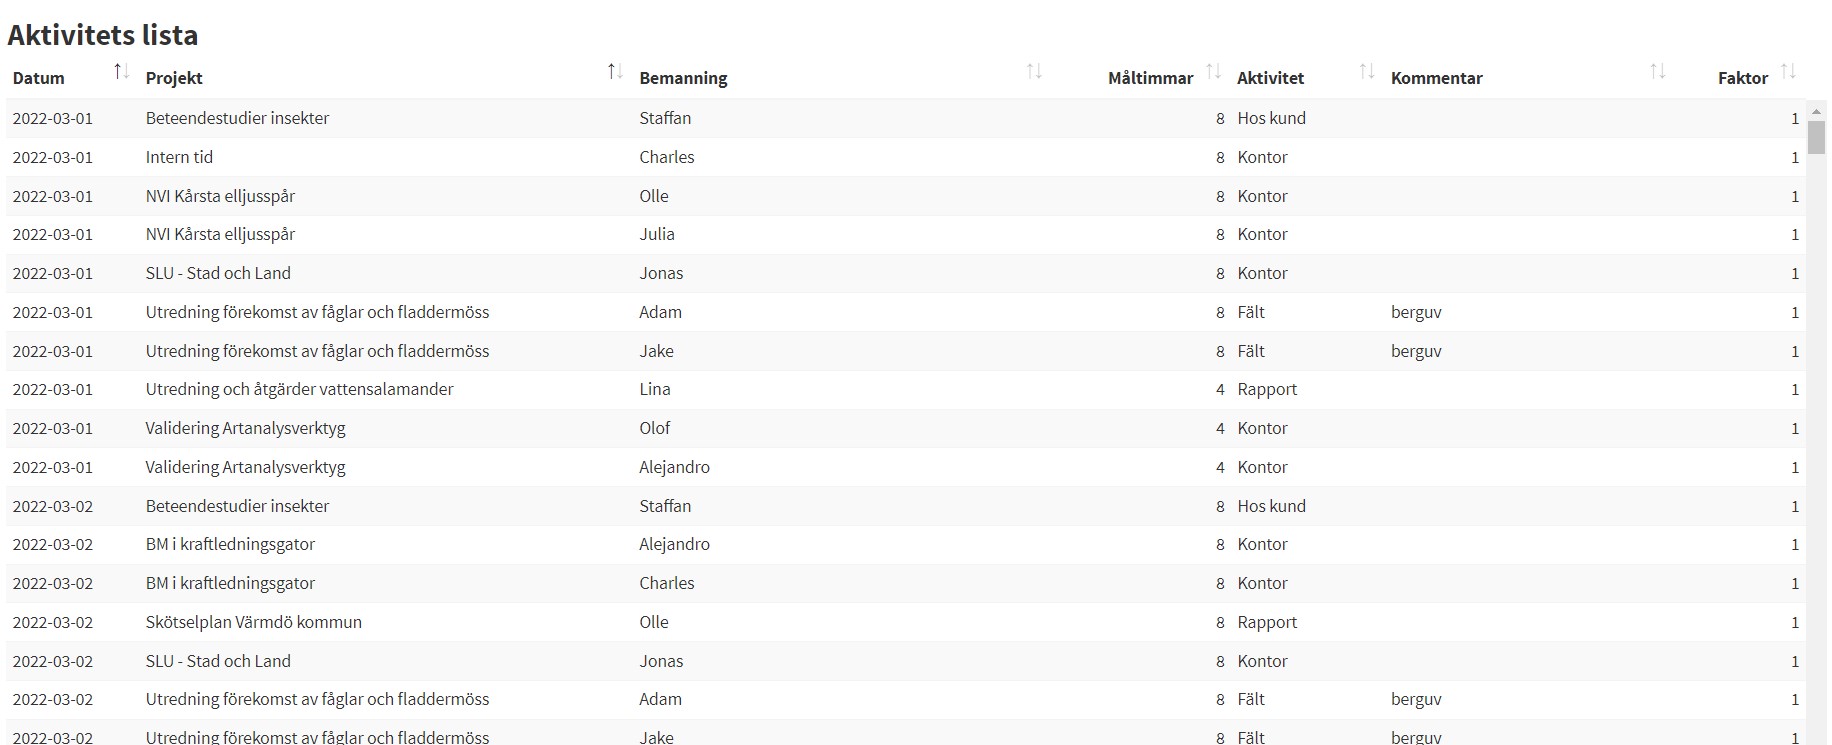 Aktivitets lista
Datum Projekt Bemanning Måltimmar Aktivitet Kommentar Faktor
2022-03-01 Beteendestudier insekter Staffan 8 Hos kund 1
2022-03-01 Intern tid Charles 8 Kontor 1
2022-03-01 NVI Kårsta elljusspår Olle 8 Kontor 1
2022-03-01 NVI Kårsta elljusspår Julia 8 Kontor 1
2022-03-01 SLU - Stad och Land Jonas 8 Kontor 1
2022-03-01 Utredning förekomst av fåglar och fladdermöss Adam 8 Fält berguv 1
2022-03-01 Utredning förekomst av fåglar och fladdermöss Jake 8 Fält berguv 1
2022-03-01 Utredning och åtgärder vattensalamander Lina 4 Rapport 1
2022-03-01 Validering Artanalysverktyg Olof 4 Kontor 1
2022-03-01 Validering Artanalysverktyg Alejandro 4 Kontor 1
2022-03-02 Beteendestudier insekter Staffan 8 Hos kund 1
2022-03-02 BM i kraftledningsgator Alejandro 8 Kontor 1
2022-03-02 BM i kraftledningsgator Charles 8 Kontor 1
2022-03-02 Skötselplan Värmdö kommun Olle 8 Rapport 1
2022-03-02 SLU - Stad och Land Jonas 8 Kontor 1
2022-03-02 Utredning förekomst av fåglar och fladdermöss Adam 8 Fält berguv 1
2022-03-02 Utredning förekomst av fåglar och fladdermöss Jake 8 Fält berguv 1